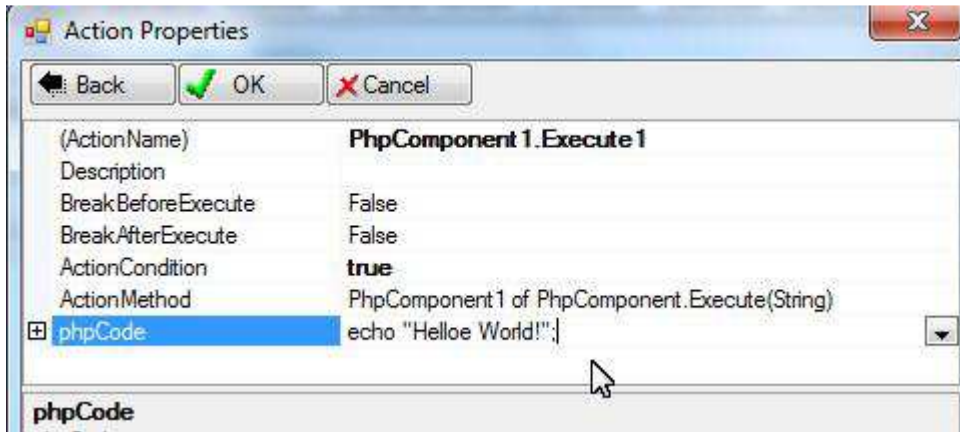 Action Properties
Back OK Cancel
(ActionName) PhpComponent1.Execute1
Description
BreakBeforeExecute False
BreakAfterExecute False
ActionCondition true
ActionMethod PhpComponent1 of PhpComponent.Execute(String)
phpCode echo "Helloe World!";
phpCode